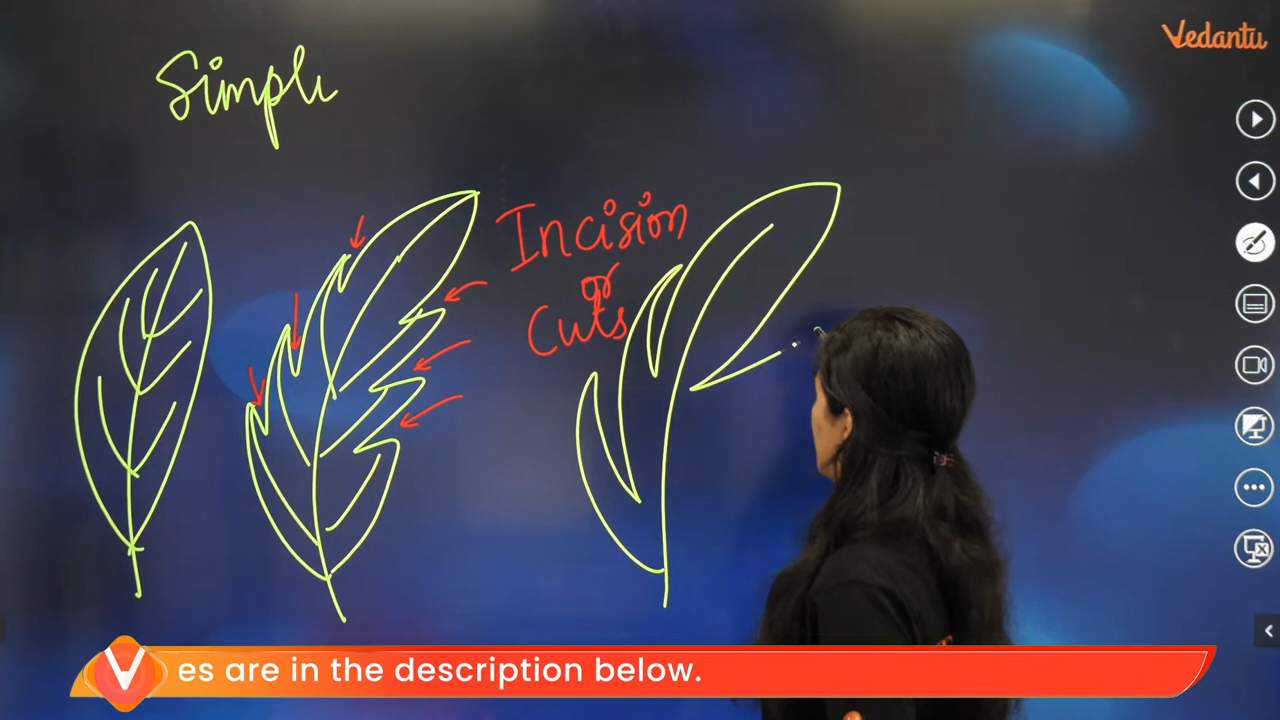 Vedantu
Simple
Incision
or
Cuts
es are in the description below.